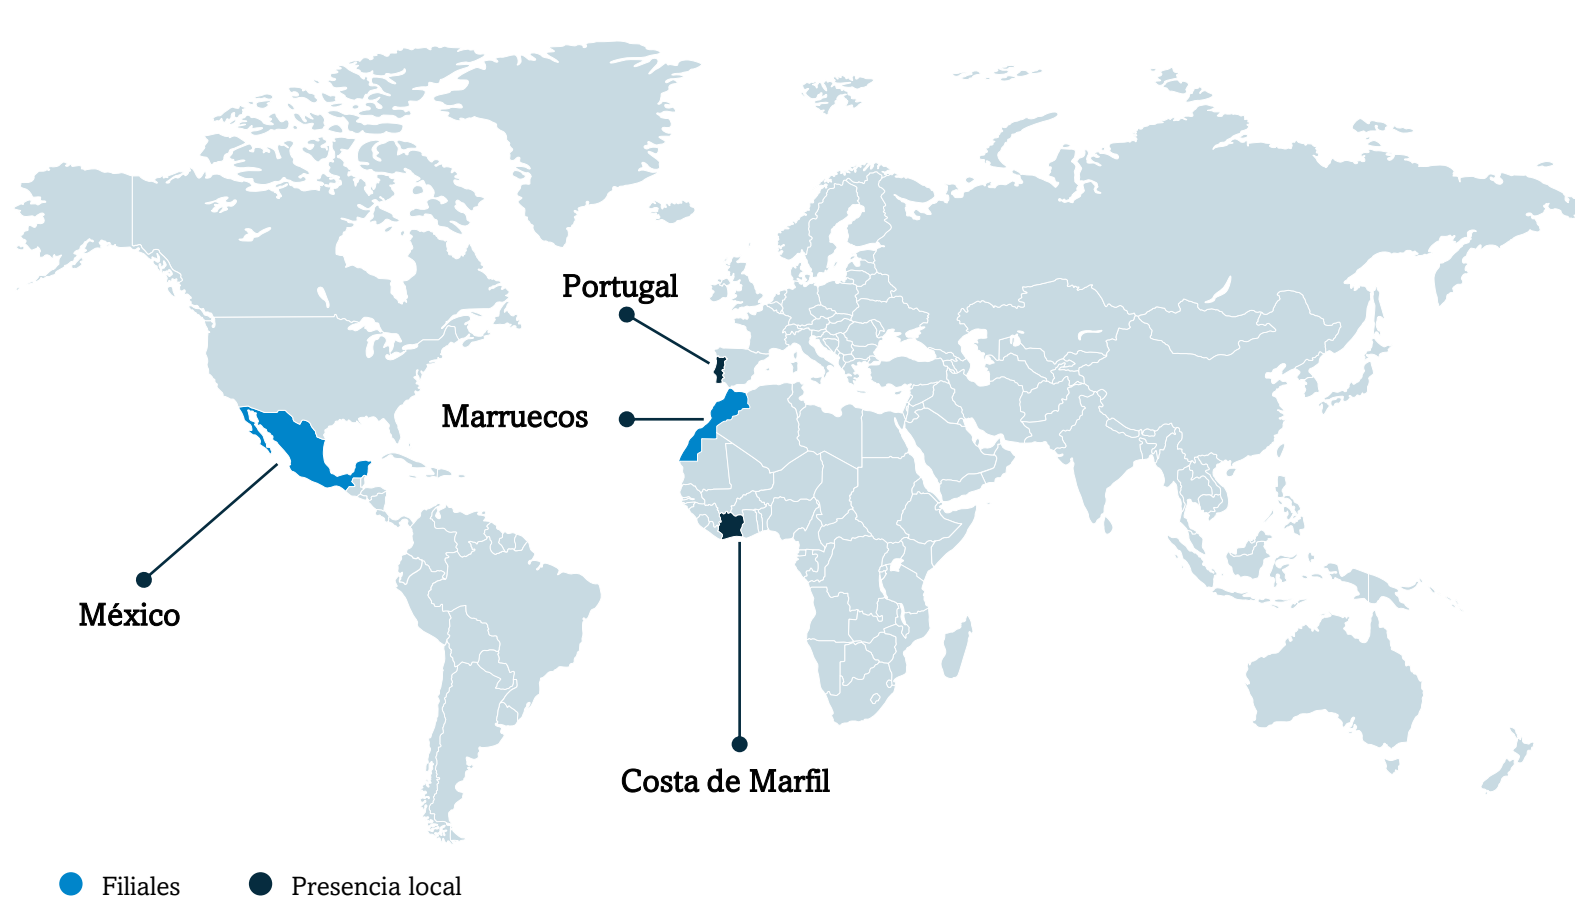 Portugal
Marruecos
México
Costa de Marfil
Filiales
Presencia local